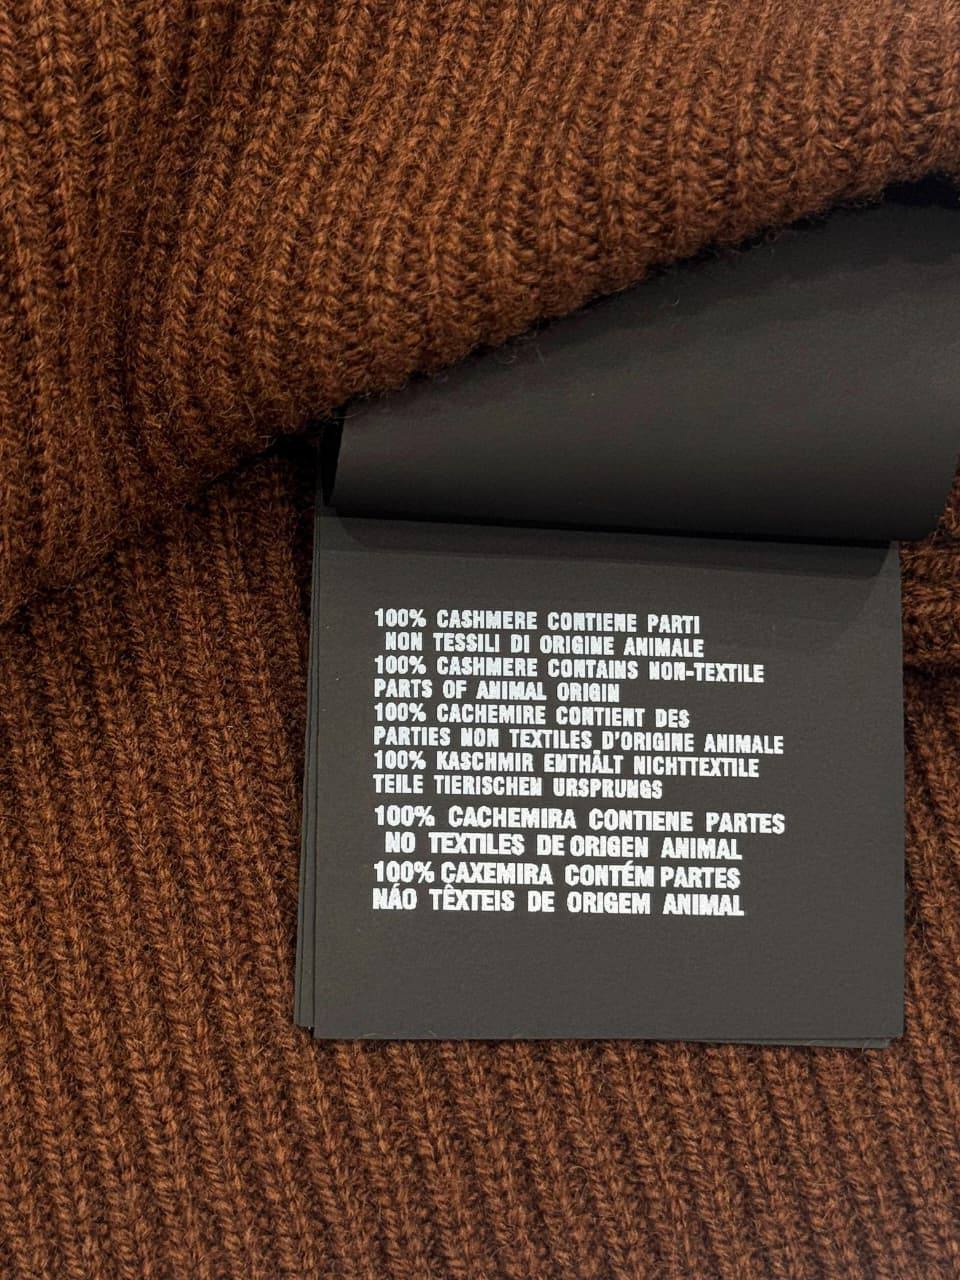 100% CASHMERE CONTIENE PARTI
NON TESSILI DI ORIGINE ANIMALE
100% CASHMERE CONTAINS NON-TEXTILE
PARTS OF ANIMAL ORIGIN
100% CACHEMIRE CONTIENT DES
PARTIES NON TEXTILES D'ORIGINE ANIMALE
100% KASCHMIR ENTHÄLT NICHTTEXTILE
TEILE TIERISCHEN URSPRUNGS
100% CACHEMIRA CONTIENE PARTES
NO TEXTILES DE ORIGEN ANIMAL
100% CAXEMIRA CONTÉM PARTES
NÁO TÊXTEIS DE ORIGEM ANIMAL